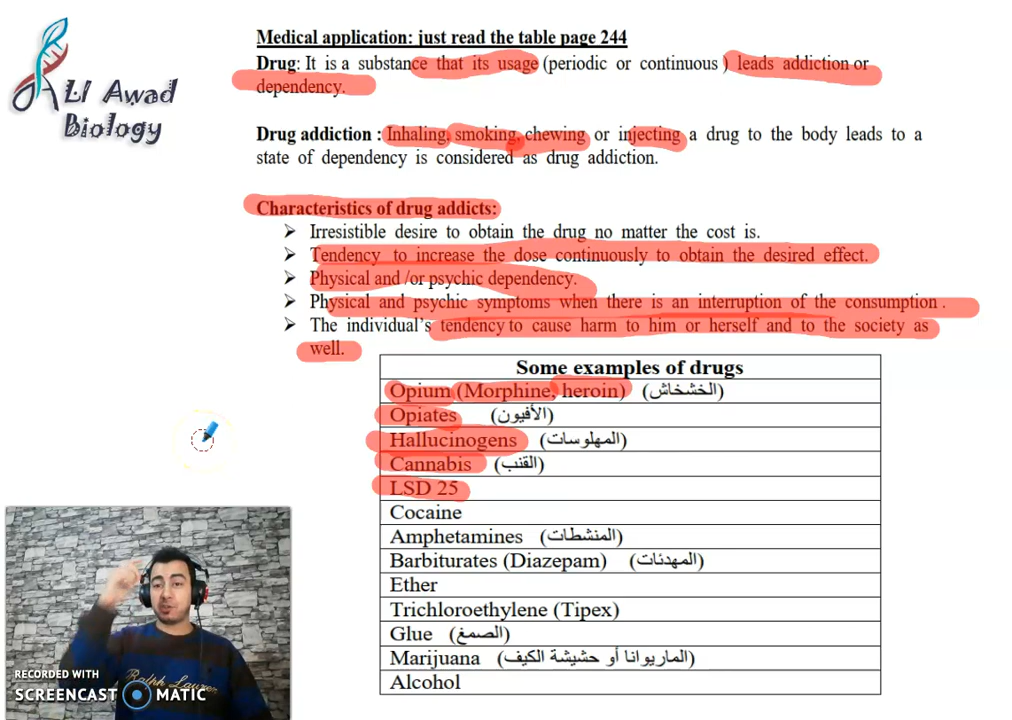 LI Awad
Biology
Medical application: just read the table page 244
Drug: It is a substance that its usage (periodic or continuous ) leads addiction or
dependency.
Drug addiction : Inhaling, smoking, chewing or injecting a drug to the body leads to a
state of dependency is considered as drug addiction.
Characteristics of drug addicts:
➢ Irresistible desire to obtain the drug no matter the cost is.
➢ Tendency to increase the dose continuously to obtain the desired effect.
➢ Physical and /or psychic dependency.
➢ Physical and psychic symptoms when there is an interruption of the consumption .
➢ The individual's tendency to cause harm to him or herself and to the society as
well.
Some examples of drugs
Opium (Morphine, heroin) (الخشخاش)
Opiates (الأفيون)
Hallucinogens (المهلوسات)
Cannabis (القنب)
LSD 25
Cocaine
Amphetamines (المنشطات)
Barbiturates (Diazepam) (المهدئات)
Ether
Trichloroethylene (Tipex)
Glue (الصمغ)
Marijuana (الماريوانا أو حشيشة الكيف)
Alcohol
Ralph Lauren
RECORDED WITH
SCREENCAST MATIC